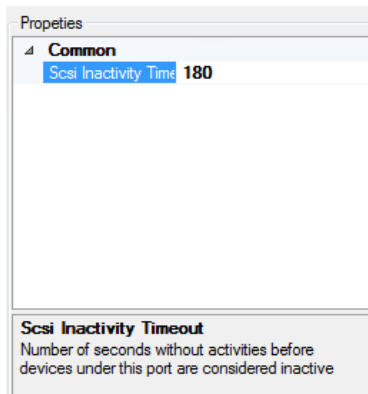 Propeties
Common
Scsi Inactivity Time 180
Scsi Inactivity Timeout
Number of seconds without activities before
devices under this port are considered inactive